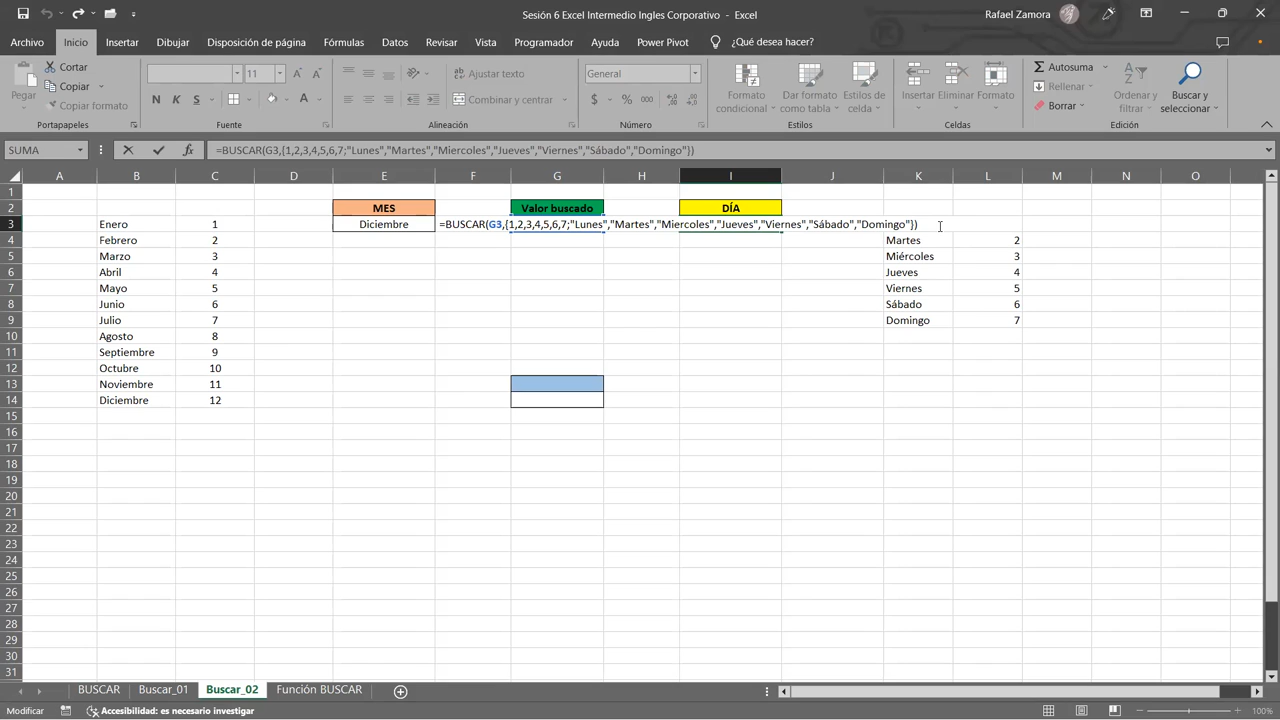 Sesión 6 Excel Intermedio Ingles Corporativo - Excel
Rafael Zamora
Archivo Inicio Insertar Dibujar Disposición de página Fórmulas Datos Revisar Vista Programador Ayuda Power Pivot ¿Qué desea hacer?
Pegar
Cortar
Copiar
Copiar formato
Portapapeles
11
N K S
Fuente
Ajustar texto
Combinar y centrar
Alineación
General
$ % 000
Número
Formato condicional
Dar formato como tabla
Estilos de celda
Estilos
Insertar Eliminar Formato
Celdas
Autosuma
Rellenar
Borrar
Ordenar y filtrar
Buscar y seleccionar
Edición
SUMA fx =BUSCAR(G3,{1,2,3,4,5,6,7;"Lunes","Martes","Miercoles","Jueves","Viernes","Sábado","Domingo"})
A B C D E F G H I J K L M N O
1
2 MES Valor buscado DÍA
3 Enero 1 Diciembre =BUSCAR(G3,{1,2,3,4,5,6,7;"Lunes","Martes","Miercoles","Jueves","Viernes","Sábado","Domingo"})
4 Febrero 2 Martes 2
5 Marzo 3 Miércoles 3
6 Abril 4 Jueves 4
7 Mayo 5 Viernes 5
8 Junio 6 Sábado 6
9 Julio 7 Domingo 7
10 Agosto 8
11 Septiembre 9
12 Octubre 10
13 Noviembre 11
14 Diciembre 12
15
16
17
18
19
20
21
22
23
24
25
26
27
28
29
30
31
BUSCAR Buscar_01 Buscar_02 Función BUSCAR
Modificar Accesibilidad: es necesario investigar 100%